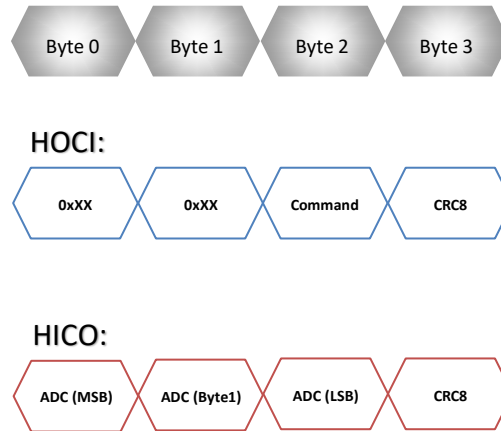 Byte 0 Byte 1 Byte 2 Byte 3
HOCI:
0xXX 0xXX Command CRC8
HICO:
ADC (MSB) ADC (Byte1) ADC (LSB) CRC8